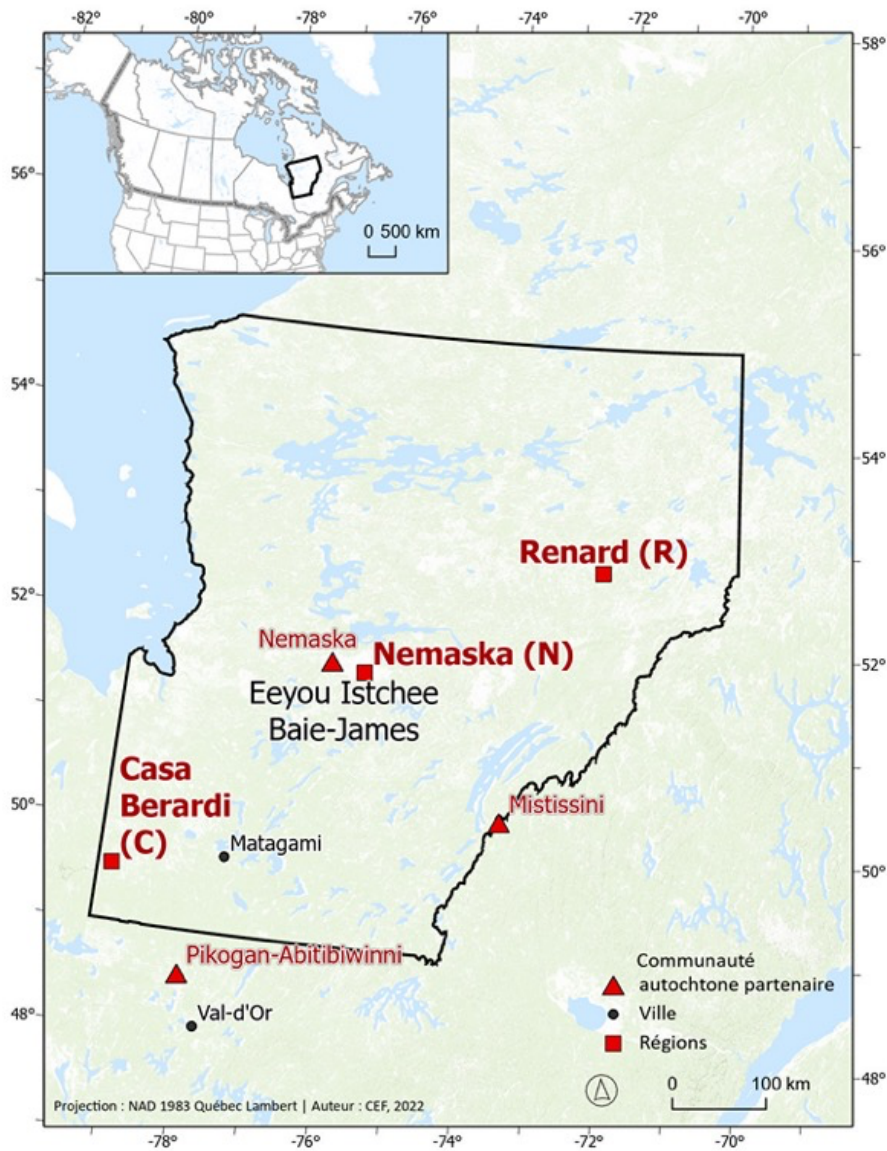 -82° -80° -78° -76° -74° -72° -70°
58°
56°
0 500 km
56°
54°
54°
Renard (R)
52°
Nemaska
Nemaska (N)
52°
Eeyou Istchee
Baie-James
Casa
Berardi
(C)
50°
Mistissini
Matagami
50°
Pikogan-Abitibiwinni
Communauté
autochtone partenaire
48°
Val-d'Or
Ville
Régions
0 100 km
48°
Projection : NAD 1983 Québec Lambert | Auteur : CEF, 2022
-78° -76° -74° -72° -70°